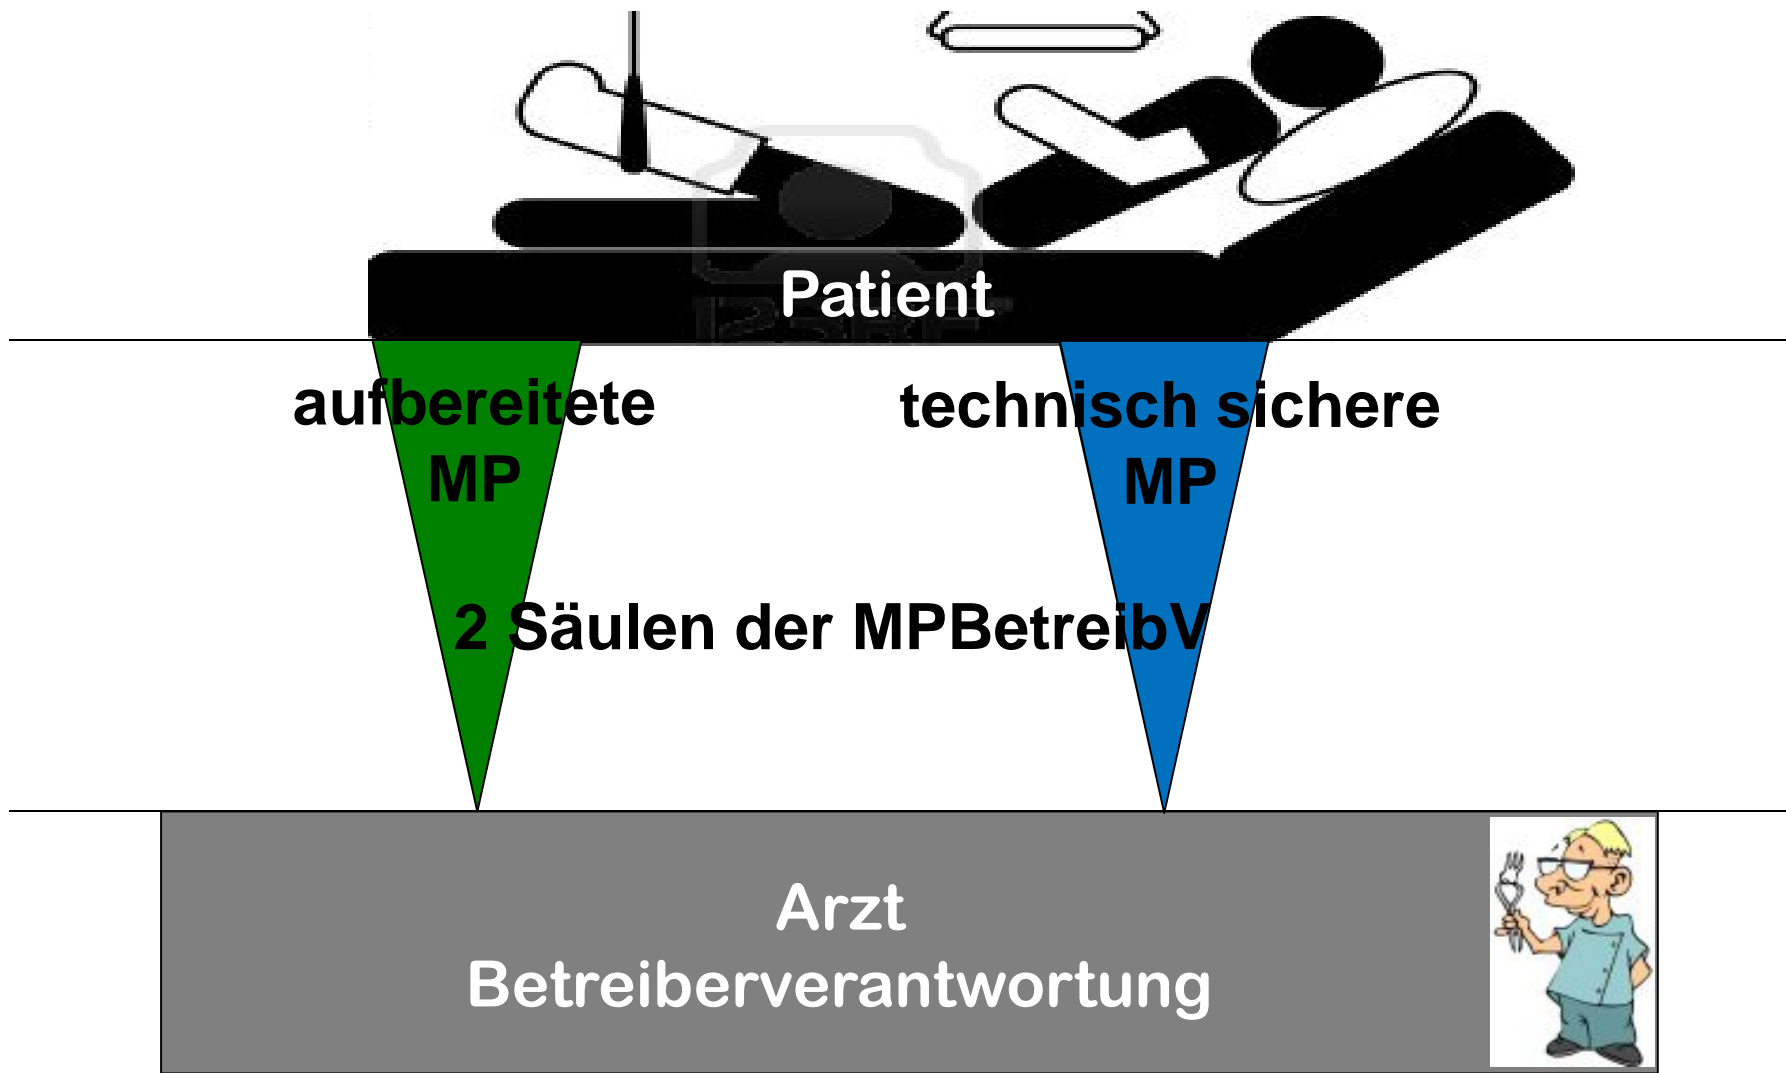 Patient
aufbereitete
MP
technisch sichere
MP
2 Säulen der MPBetreibV
Arzt
Betreiberverantwortung